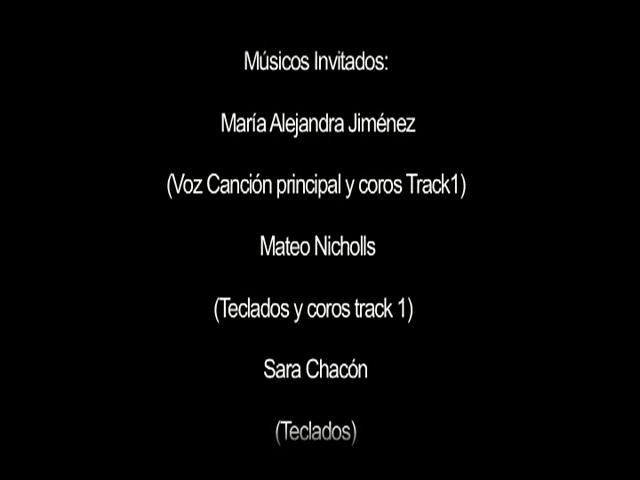 Músicos Invitados:
María Alejandra Jiménez
(Voz Canción principal y coros Track1)
Mateo Nicholls
(Teclados y coros track 1)
Sara Chacón
(Teclados)